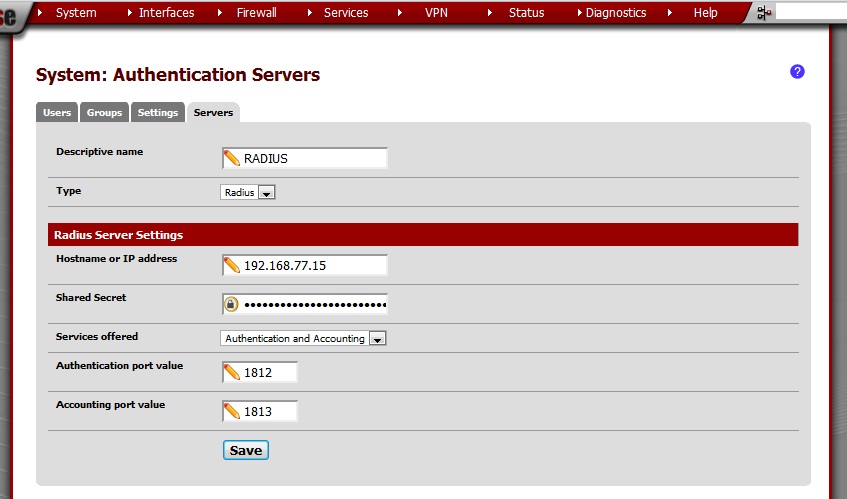 se
System Interfaces Firewall Services VPN Status Diagnostics Help
System: Authentication Servers
?
Users Groups Settings Servers
Descriptive name RADIUS
Type Radius
Radius Server Settings
Hostname or IP address 192.168.77.15
Shared Secret ••••••••••••••••••••••••
Services offered Authentication and Accounting
Authentication port value 1812
Accounting port value 1813
Save